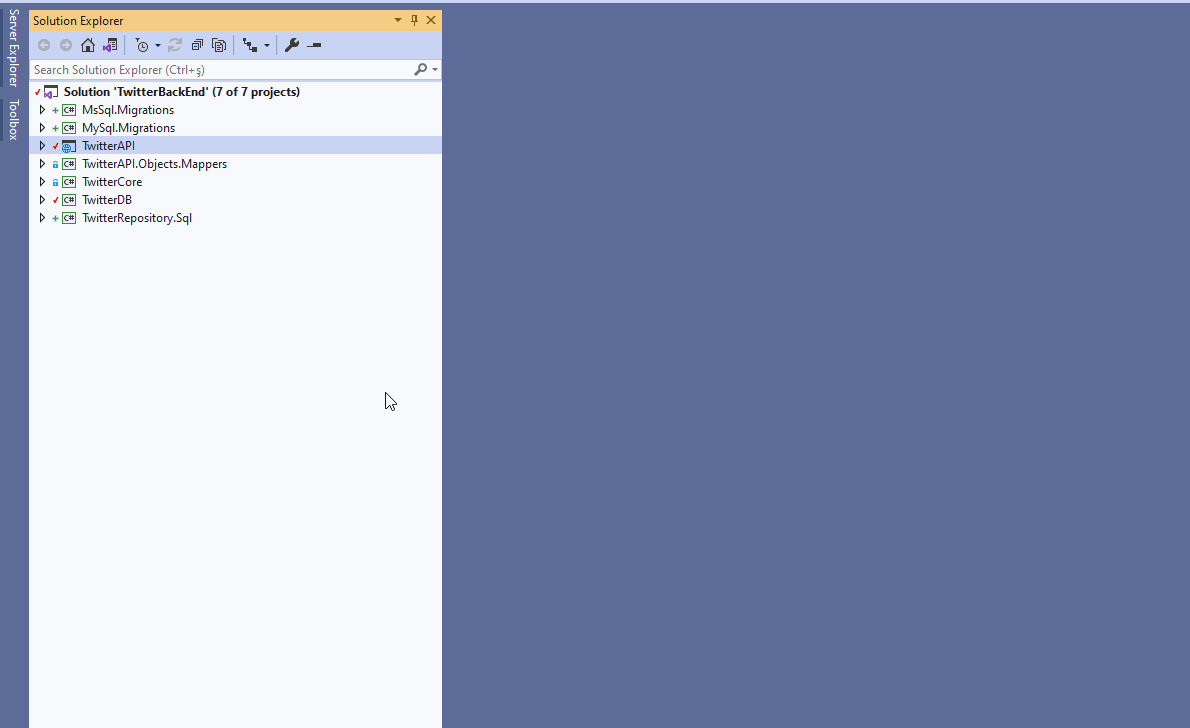 Server Explorer
Toolbox
Solution Explorer
Search Solution Explorer (Ctrl+ş)
Solution 'TwitterBackEnd' (7 of 7 projects)
C# MsSql.Migrations
C# MySql.Migrations
TwitterAPI
C# TwitterAPI.Objects.Mappers
C# TwitterCore
C# TwitterDB
C# TwitterRepository.Sql